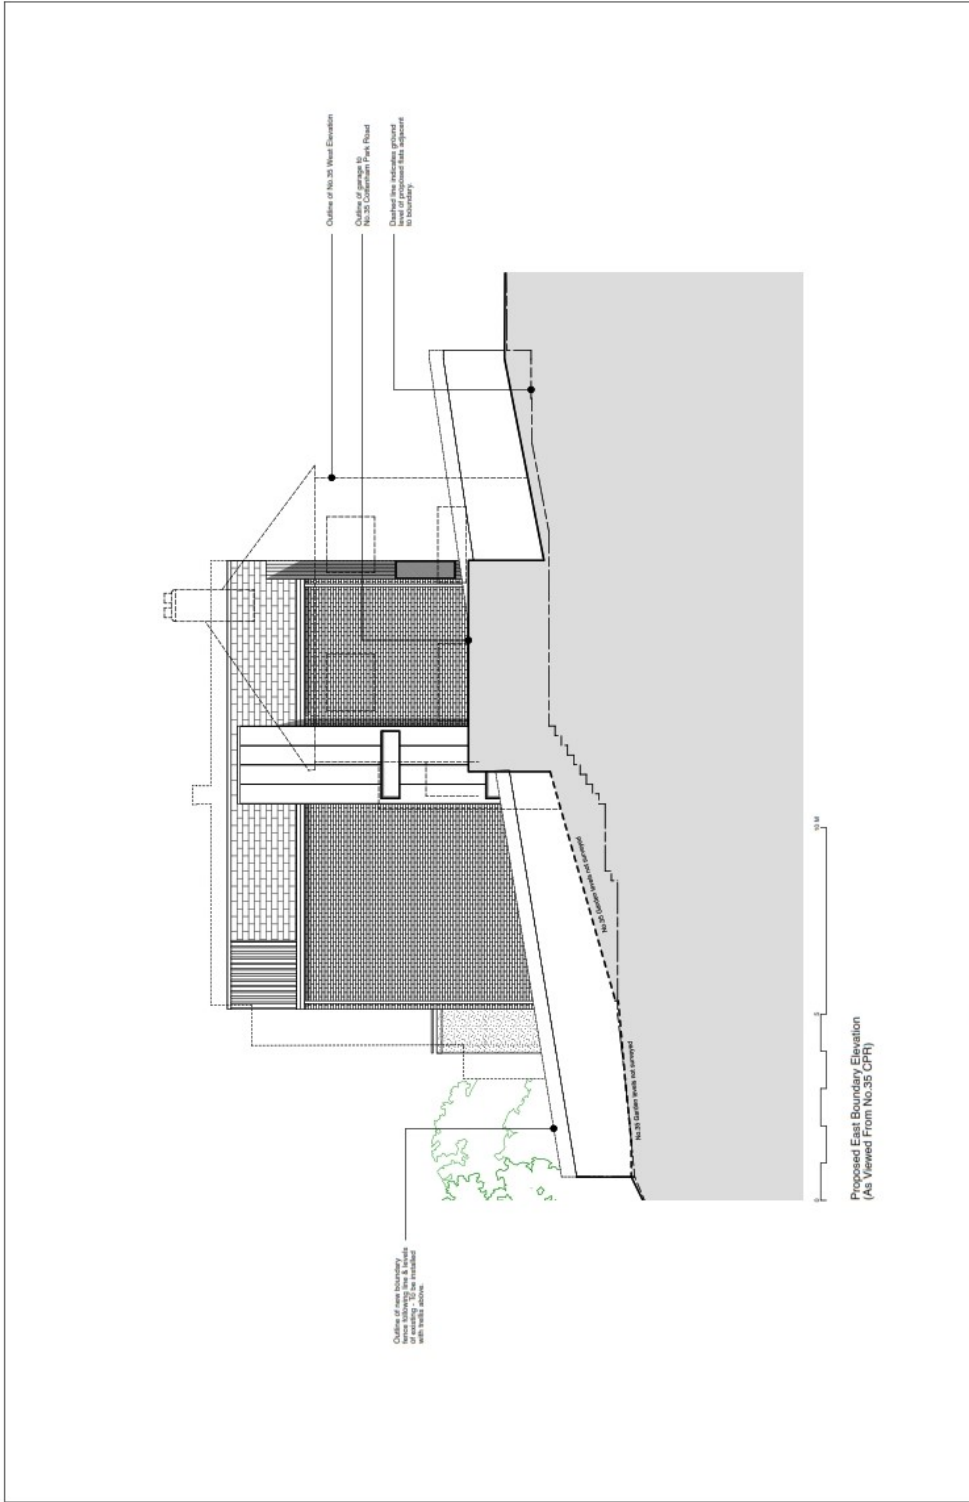 Outline of No.35 West Elevation
Outline of garage to
No.35 Cottenham Park Road
Dashed line indicates ground
level of proposed flats adjacent
to boundary.
Outline of new boundary
fence following line & levels
of existing - To be installed
with trellis above.
No 35 Garden levels not surveyed
No 35 Garden levels not surveyed
0
5
10 M
Proposed East Boundary Elevation
(As Viewed From No.35 CPR)